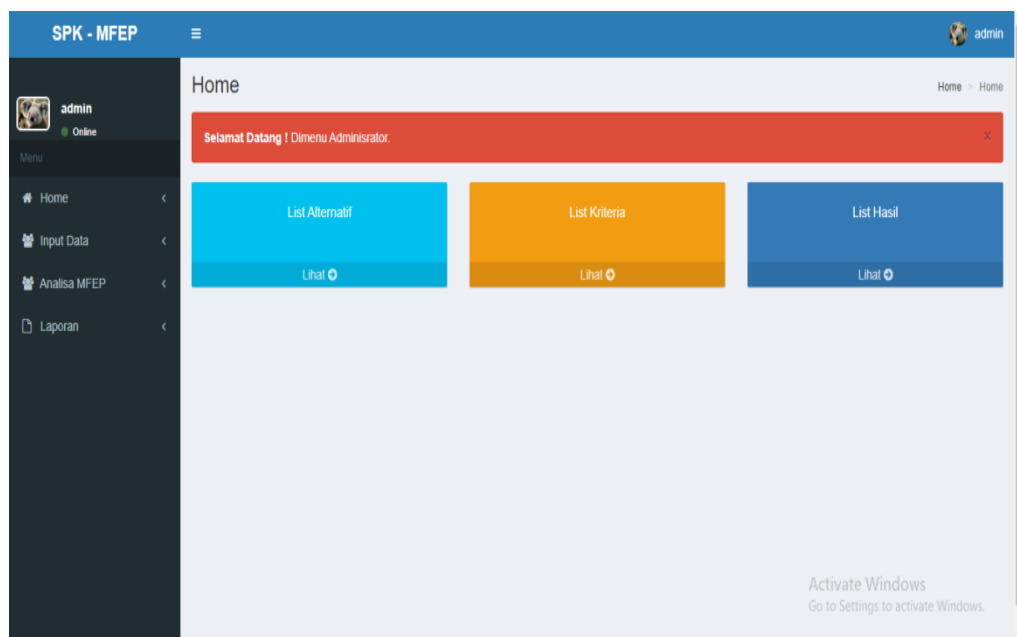 SPK - MFEP
admin
Home
Home > Home
admin
Online
Selamat Datang ! Dimenu Adminisrator.
x
Menu
Home
Input Data
Analisa MFEP
Laporan
List Alternatif
Lihat
List Kriteria
Lihat
List Hasil
Lihat
Activate Windows
Go to Settings to activate Windows.